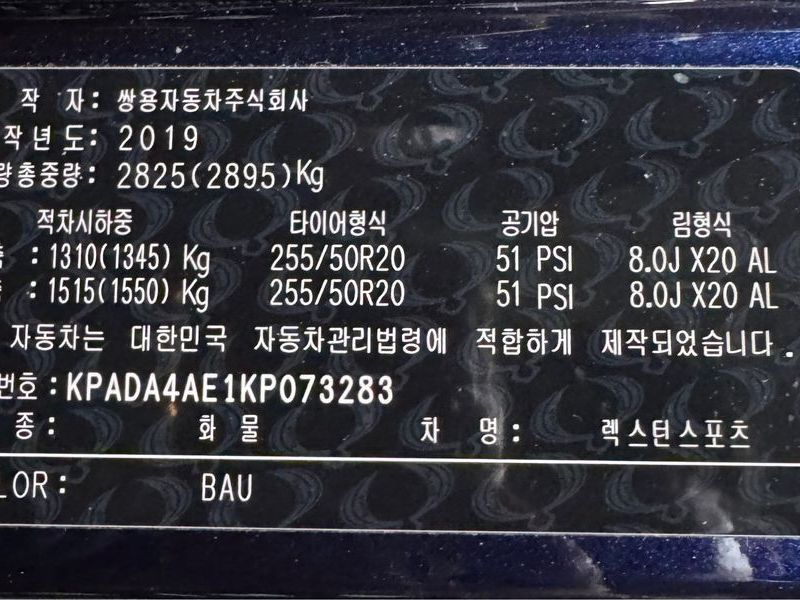 작 자: 쌍용자동차주식회사
작년도: 2019
량총중량: 2825(2895)Kg
적차시하중 타이어형식 공기압 림형식
: 1310(1345) Kg 255/50R20 51 PSI 8.0J X20 AL
: 1515(1550) Kg 255/50R20 51 PSI 8.0J X20 AL
자동차는 대한민국 자동차관리법령에 적합하게 제작되었습니다.
번호: KPADA4AE1KP073283
종: 화물 차 명: 렉스턴스포츠
LOR: BAU